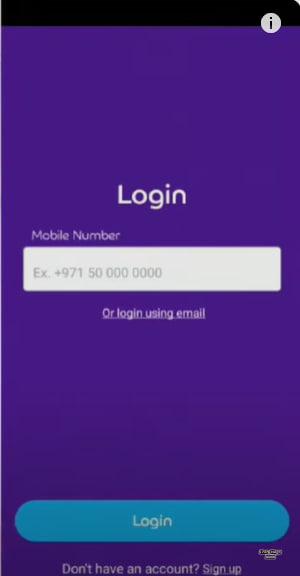 Login
Mobile Number
Ex. +971 50 000 0000
Or login using email
Login
Don't have an account? Sign up